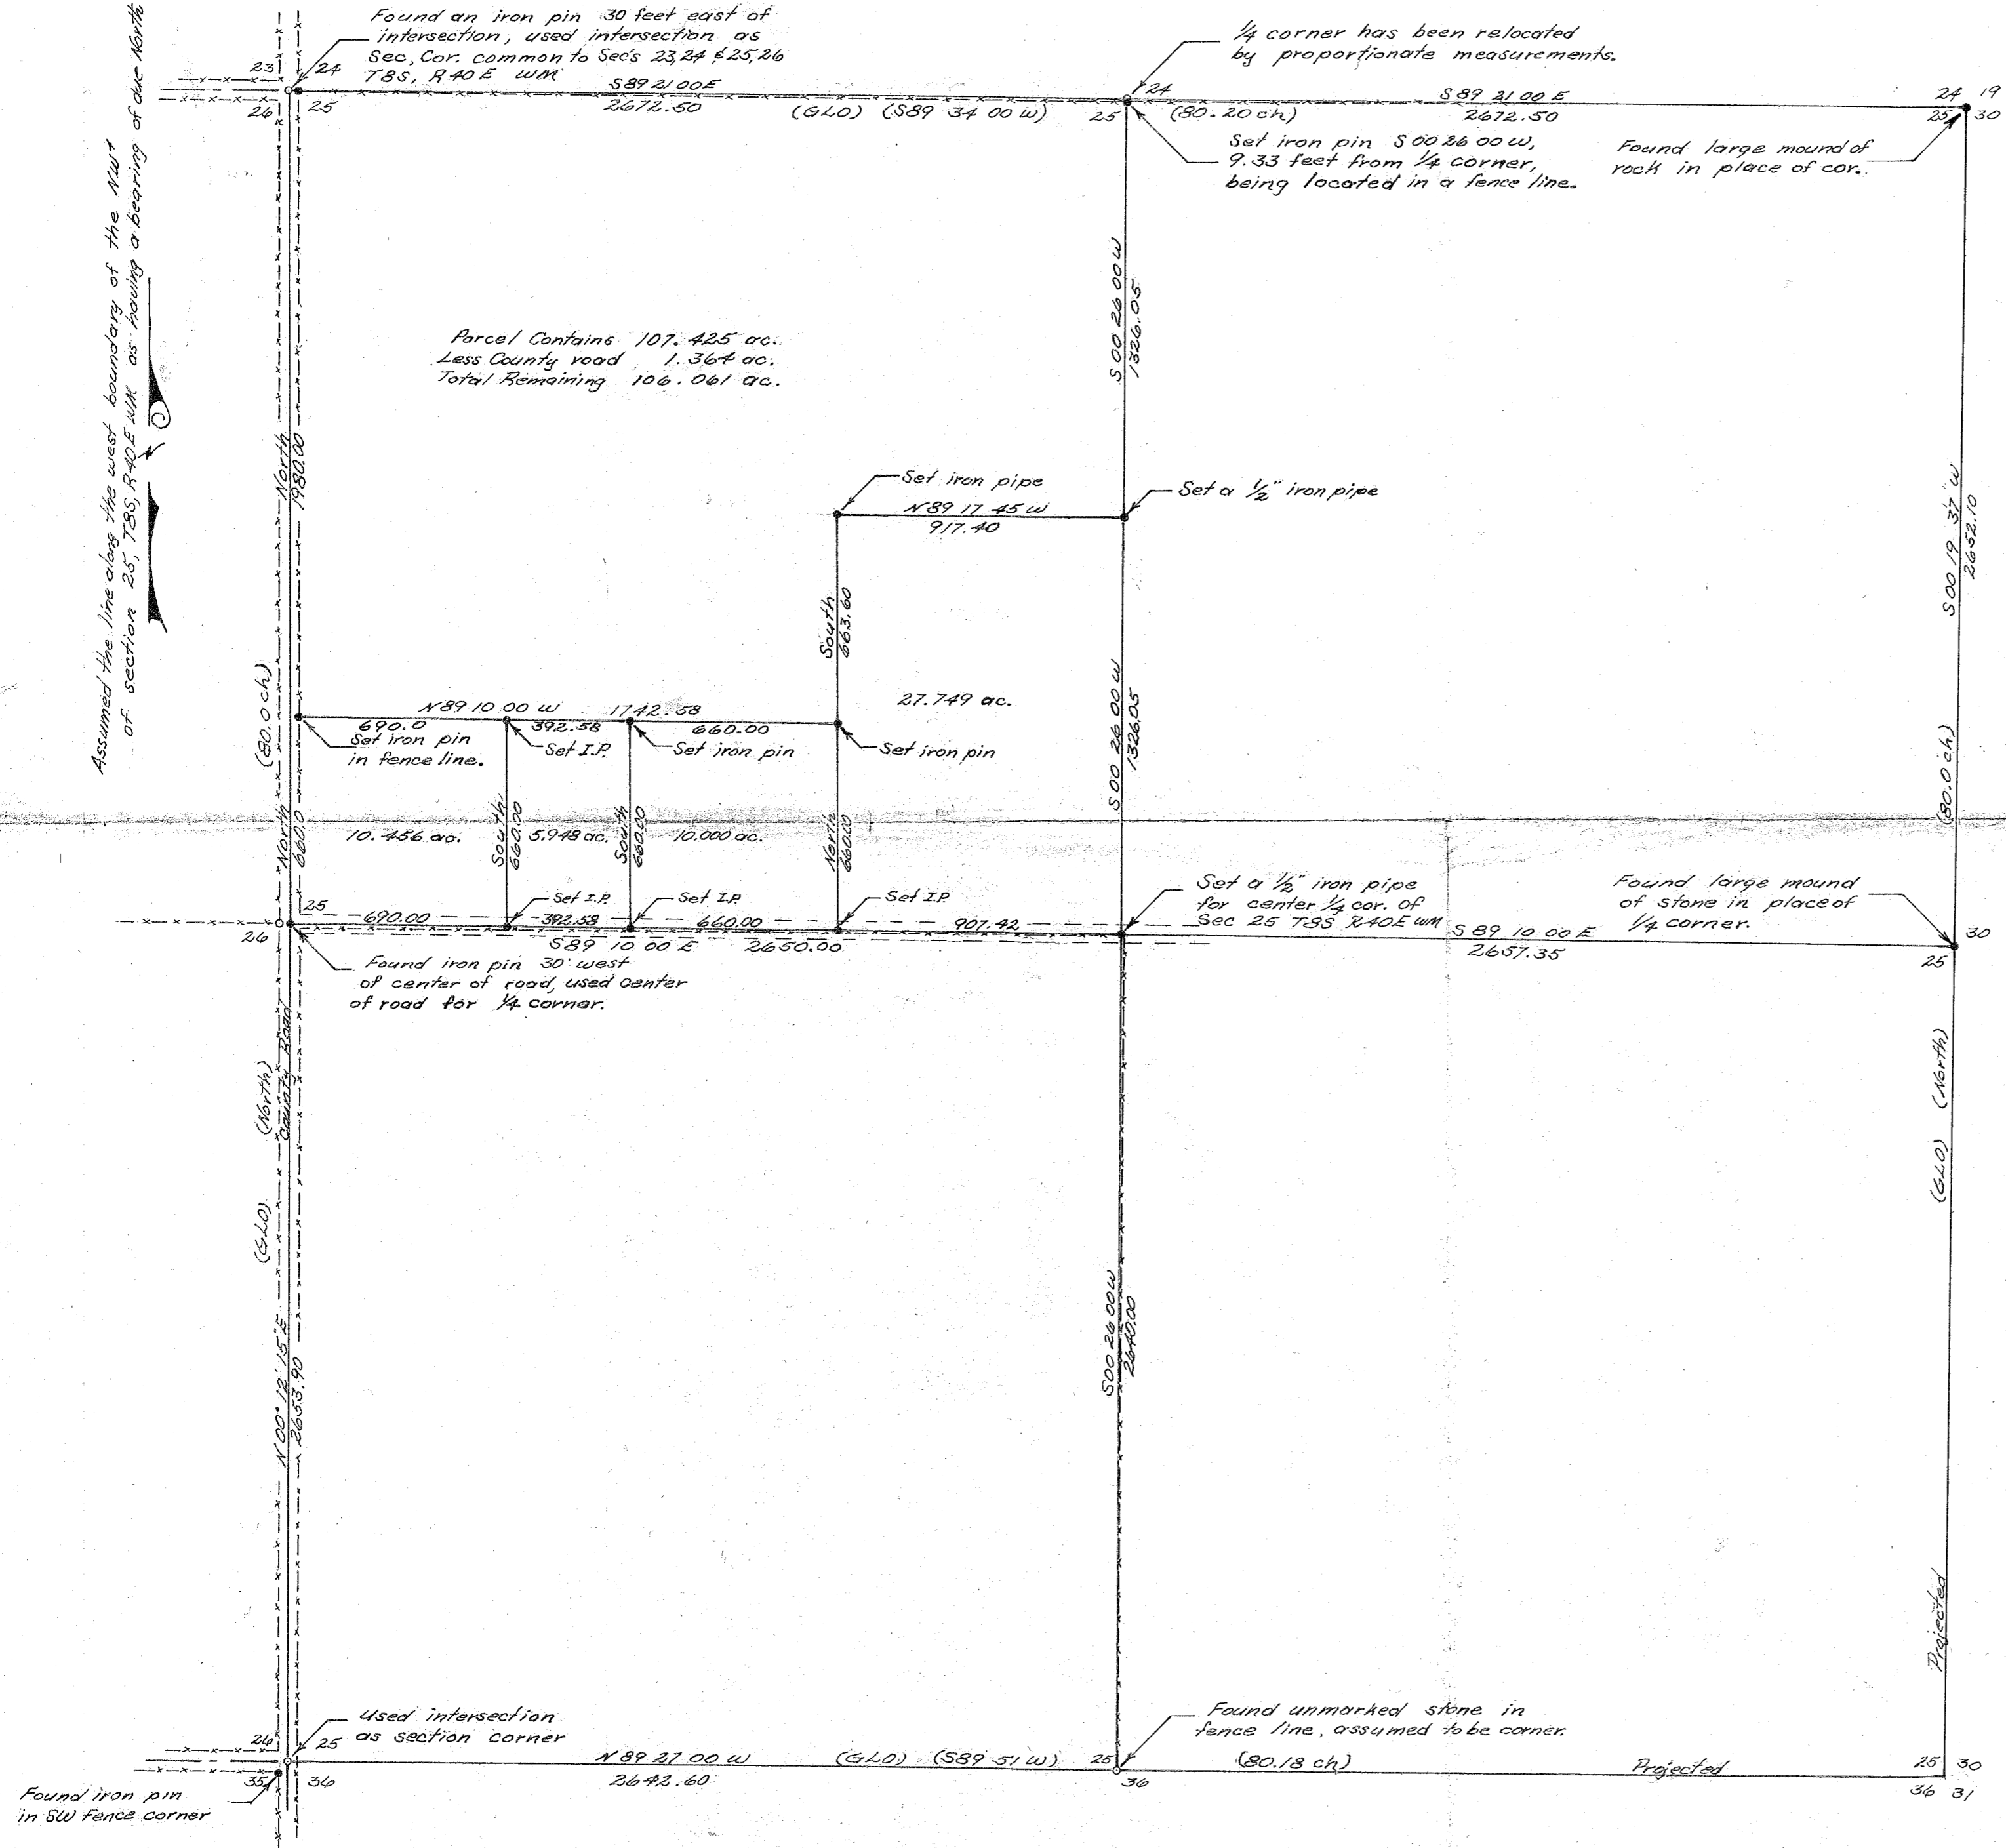 Found an iron pin 30 feet east of
intersection, used intersection as
Sec. Cor. common to Sec's 23,24 & 25,26
T8S, R40E WM
23
24
26
25
S89 21 00 E
2672.50
(GLO) (S89 34 00 W)
1/4 corner has been relocated
by proportionate measurements.
24
25
(80.20 ch)
S89 21 00 E
2672.50
24 19
25 30
Set iron pin S 00 26 00 W,
9.33 feet from 1/4 corner,
being located in a fence line.
Found large mound of
rock in place of cor.
Assumed the line along the west boundary of the NW4
of section 25, T8S, R40E WM as having a bearing of due North
Parcel Contains 107.425 ac.
Less County road 1.364 ac.
Total Remaining 106.061 ac.
North
1980.00
S 00 26 00 W
1326.05
S00 19 37 W
2652.10
Set iron pipe
N89 17 45 W
917.40
Set a 1/2" iron pipe
South
663.60
(80.0 ch)
N89 10 00 W 1742.58
690.0
392.58
660.00
27.749 ac.
Set iron pin
in fence line.
Set I.P.
Set iron pin
Set iron pin
S 00 26 00 W
1326.05
(80.0 ch)
North
660.0
10.456 ac.
South
660.00
5.948 ac.
South
660.00
10.000 ac.
North
660.00
Set I.P.
Set I.P.
Set I.P.
25
26
690.00
392.58
660.00
907.42
S89 10 00 E 2650.00
Set a 1/2" iron pipe
for center 1/4 cor. of
Sec 25 T8S R40E WM
Found large mound
of stone in place of
1/4 corner.
S 89 10 00 E
2657.35
30
25
Found iron pin 30' west
of center of road, used center
of road for 1/4 corner.
(GLO) (North)
County Road
(GLO) (North)
N00° 12' 15" E
2653.90
S00 26 00 W
2640.00
Projected
Used intersection
as section corner
26
25
35
36
Found iron pin
in SW fence corner
N 89 27 00 W
2642.60
(GLO) (S89 51 W)
25
36
Found unmarked stone in
fence line, assumed to be corner.
(80.18 ch)
Projected
25 30
36 31